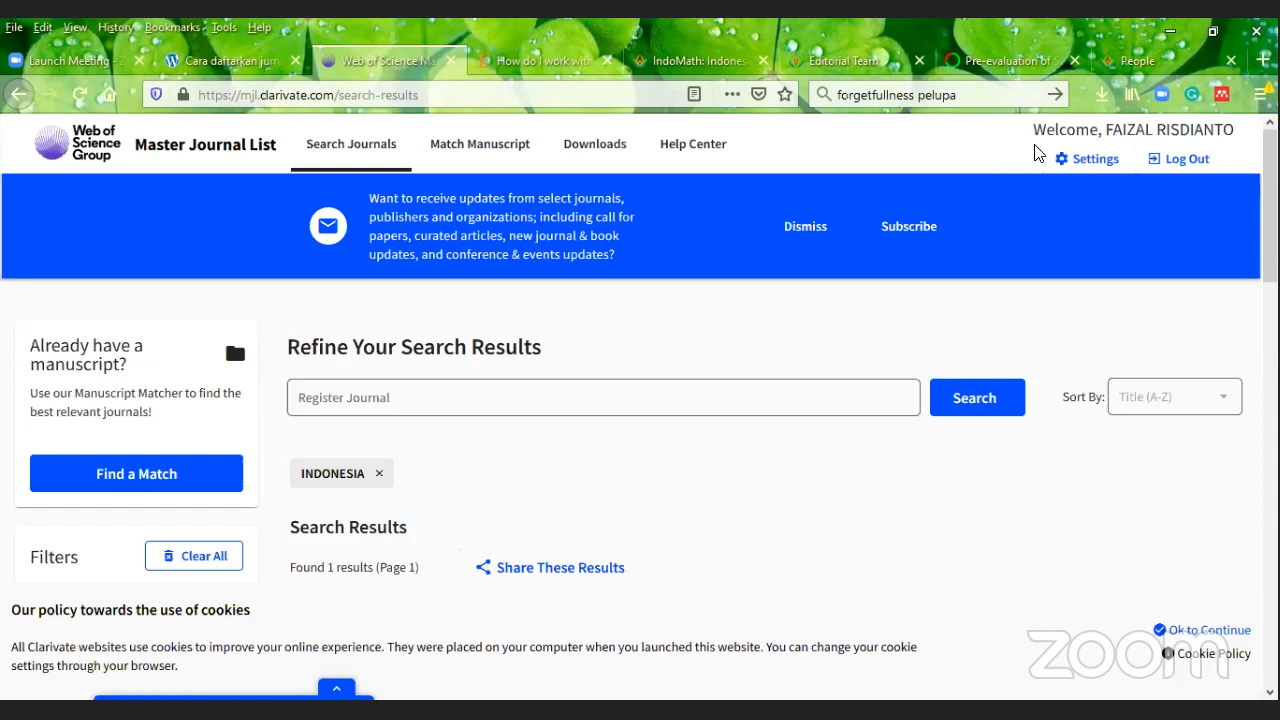 File Edit View History Bookmarks Tools Help
Launch Meeting - Z
Cara daftarkan jurn
Web of Science Ma
How do I work with
IndoMath: Indones
Editorial Team
Pre-evaluation of S
People
https://mjl.clarivate.com/search-results
forgetfullness pelupa
Web of Science Group
Master Journal List
Search Journals
Match Manuscript
Downloads
Help Center
Welcome, FAIZAL RISDIANTO
Settings
Log Out
Want to receive updates from select journals,
publishers and organizations; including call for
papers, curated articles, new journal & book
updates, and conference & events updates?
Dismiss
Subscribe
Already have a
manuscript?
Use our Manuscript Matcher to find the
best relevant journals!
Find a Match
Refine Your Search Results
Register Journal
Search
Sort By: Title (A-Z)
INDONESIA ×
Search Results
Found 1 results (Page 1)
Share These Results
Filters
Clear All
Our policy towards the use of cookies
All Clarivate websites use cookies to improve your online experience. They were placed on your computer when you launched this website. You can change your cookie
settings through your browser.
Ok to Continue
Cookie Policy
zoom